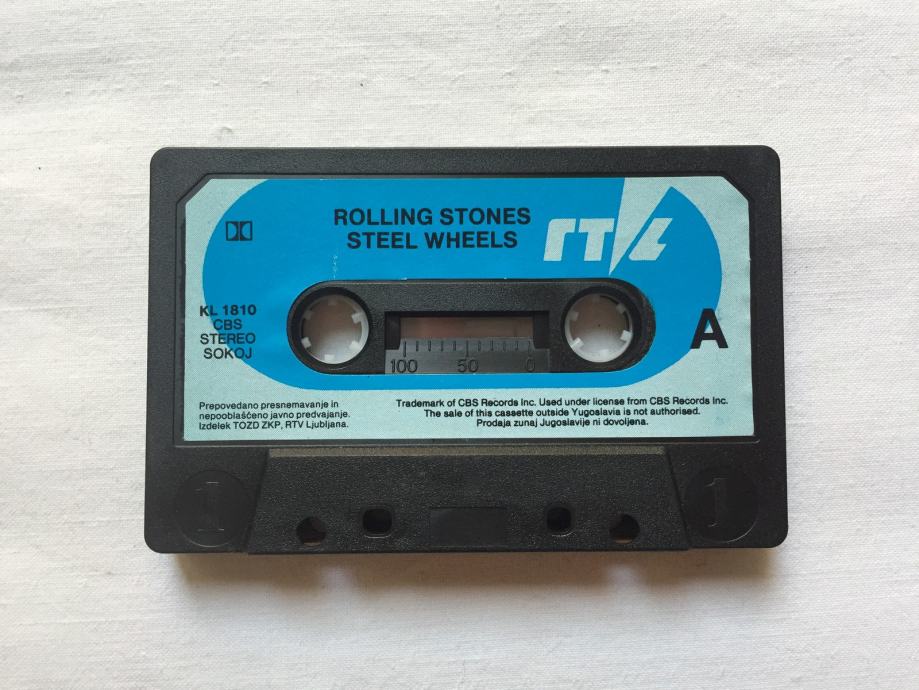 ROLLING STONES
STEEL WHEELS
RTVL
KL 1810
CBS
STEREO
SOKOJ
A
100 50 0
Prepovedano presnemavanje in
nepooblaščeno javno predvajanje.
Izdelek TOZD ZKP, RTV Ljubljana.
Trademark of CBS Records Inc. Used under license from CBS Records Inc.
The sale of this cassette outside Yugoslavia is not authorised.
Prodaja zunaj Jugoslavije ni dovoljena.
1 1